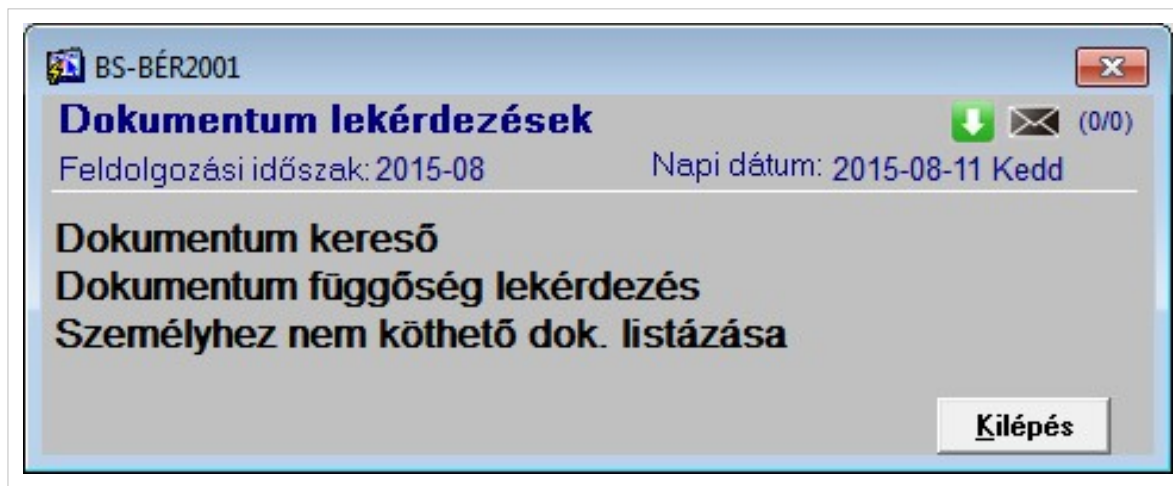 BS-BÉR2001
Dokumentum lekérdezések
(0/0)
Feldolgozási időszak: 2015-08 Napi dátum: 2015-08-11 Kedd
Dokumentum kereső
Dokumentum függőség lekérdezés
Személyhez nem köthető dok. listázása
Kilépés